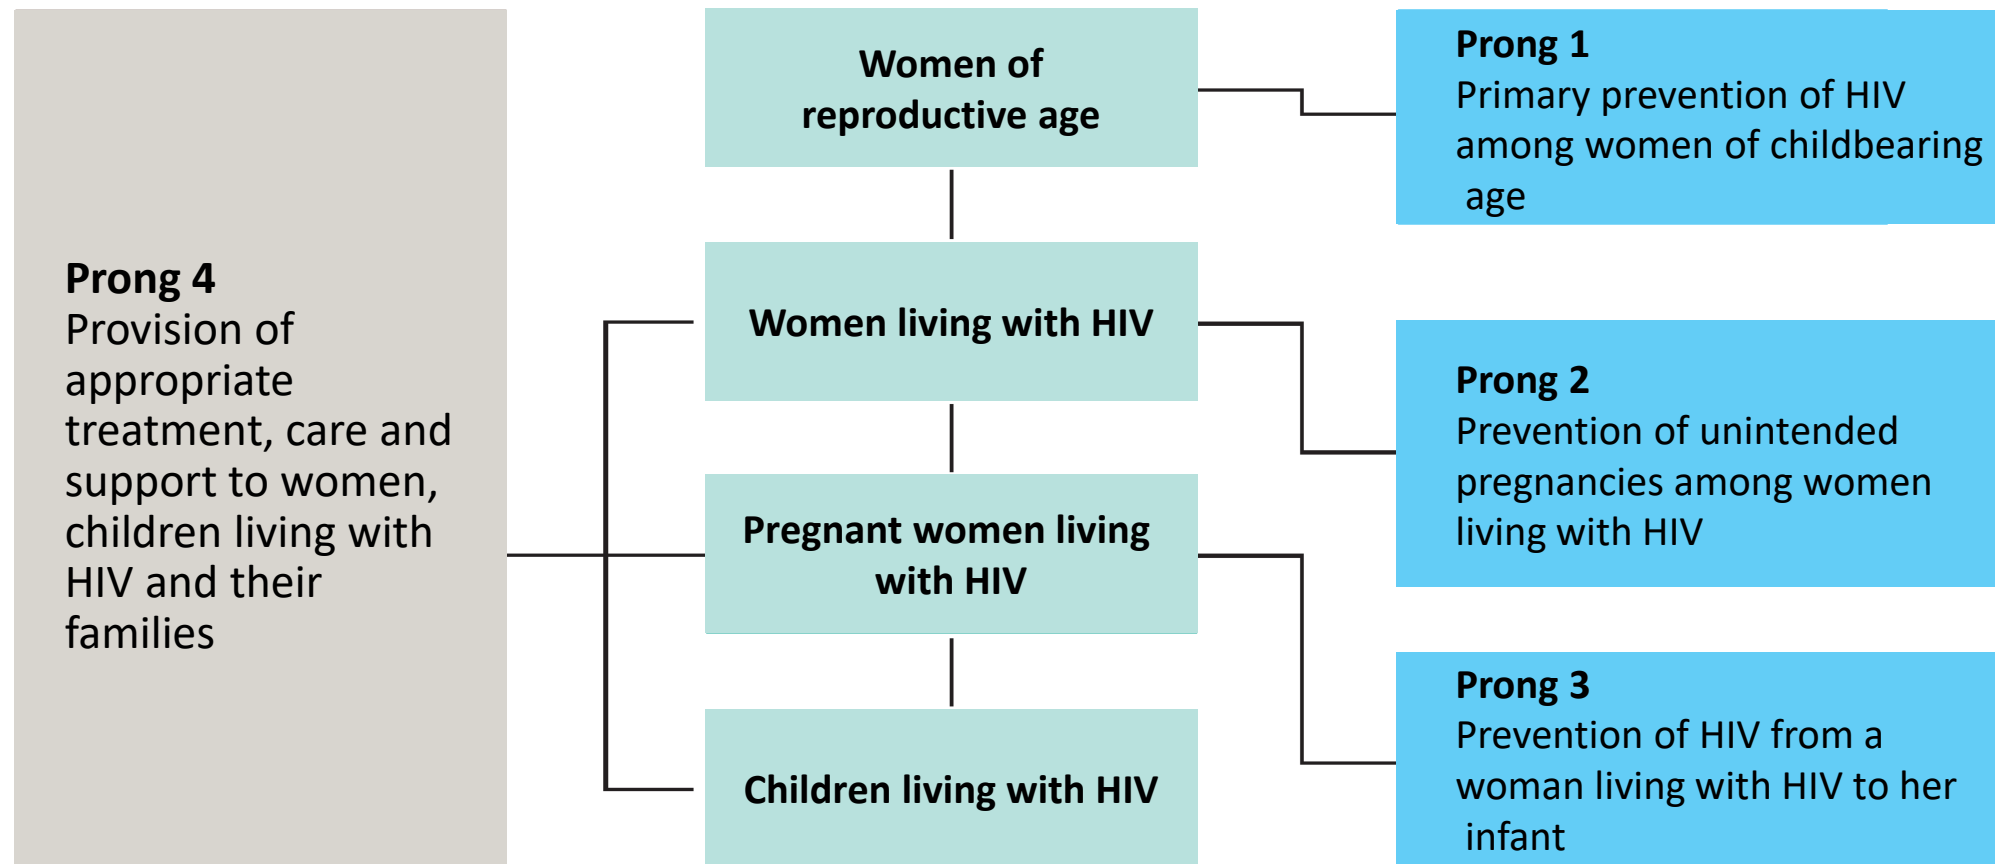 Prong 4
Provision of
appropriate
treatment, care and
support to women,
children living with
HIV and their
families
Women of
reproductive age
Women living with HIV
Pregnant women living
with HIV
Children living with HIV
Prong 1
Primary prevention of HIV
among women of childbearing
age
Prong 2
Prevention of unintended
pregnancies among women
living with HIV
Prong 3
Prevention of HIV from a
woman living with HIV to her
infant